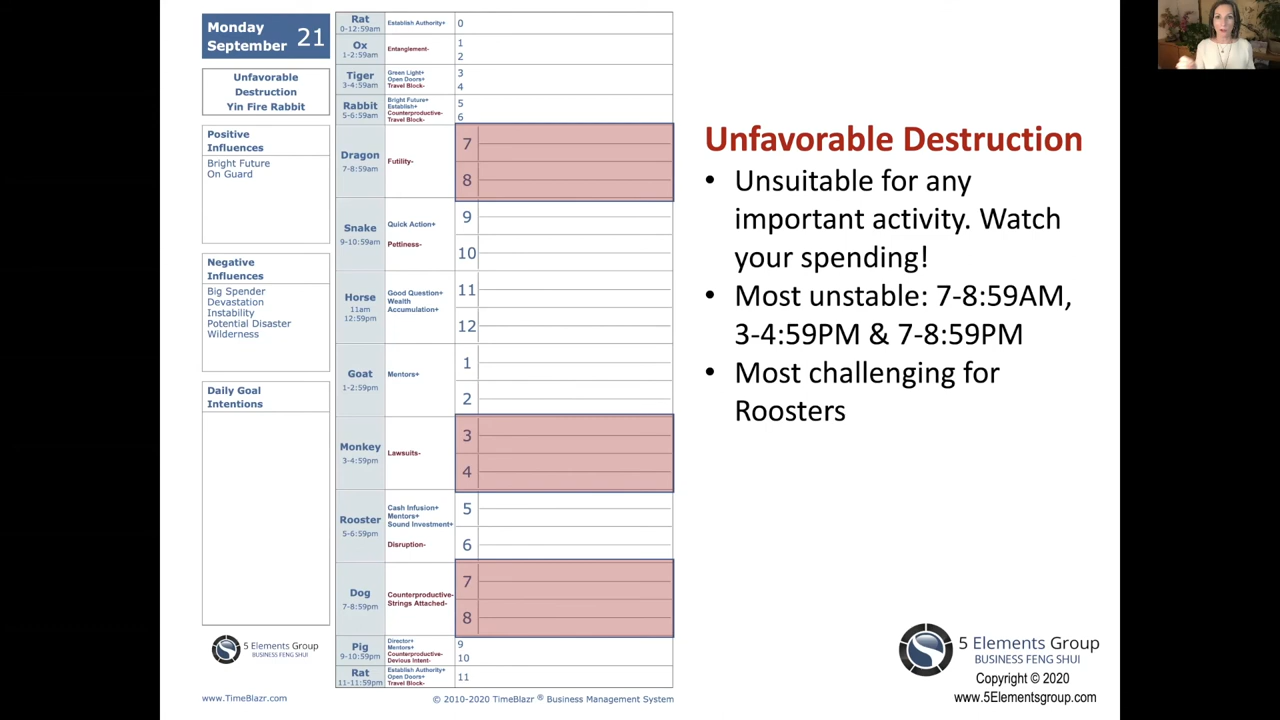 Monday
September 21
Unfavorable
Destruction
Yin Fire Rabbit
Positive
Influences
Bright Future
On Guard
Negative
Influences
Big Spender
Devastation
Instability
Potential Disaster
Wilderness
Daily Goal
Intentions
5 Elements Group
BUSINESS FENG SHUI
www.TimeBlazr.com
Rat
0-12:59am
Establish Authority+
0
Ox
1-2:59am
Entanglement-
1
2
Tiger
3-4:59am
Green Light+
Open Doors+
Travel Block-
3
4
Rabbit
5-6:59am
Bright Future+
Establish+
Counterproductive-
Travel Block-
5
6
Dragon
7-8:59am
Futility-
7
8
Snake
9-10:59am
Quick Action+
Pettiness-
9
10
Horse
11am
12:59pm
Good Question+
Wealth
Accumulation+
11
12
Goat
1-2:59pm
Mentors+
1
2
Monkey
3-4:59pm
Lawsuits-
3
4
Rooster
5-6:59pm
Cash Infusion+
Mentors+
Sound Investment+
Disruption-
5
6
Dog
7-8:59pm
Counterproductive-
Strings Attached-
7
8
Pig
9-10:59pm
Director+
Mentors+
Counterproductive-
Devious Intent-
9
10
Rat
11-11:59pm
Establish Authority+
Open Doors+
Travel Block-
11
© 2010-2020 TimeBlazr ® Business Management System
Unfavorable Destruction
• Unsuitable for any
important activity. Watch
your spending!
• Most unstable: 7-8:59AM,
3-4:59PM & 7-8:59PM
• Most challenging for
Roosters
5 Elements Group
BUSINESS FENG SHUI
Copyright © 2020
www.5Elementsgroup.com